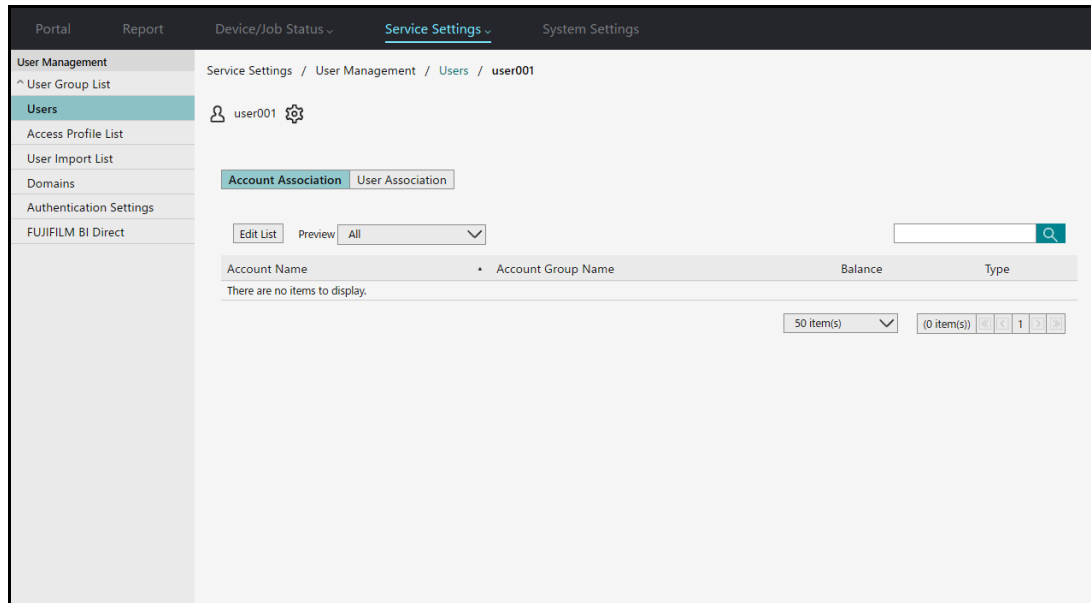 Portal Report Device/Job Status Service Settings System Settings
User Management
User Group List
Users
Access Profile List
User Import List
Domains
Authentication Settings
FUJIFILM BI Direct
Service Settings / User Management / Users / user001
user001
Account Association User Association
Edit List Preview All
Account Name Account Group Name Balance Type
There are no items to display.
50 item(s) (0 item(s)) 1